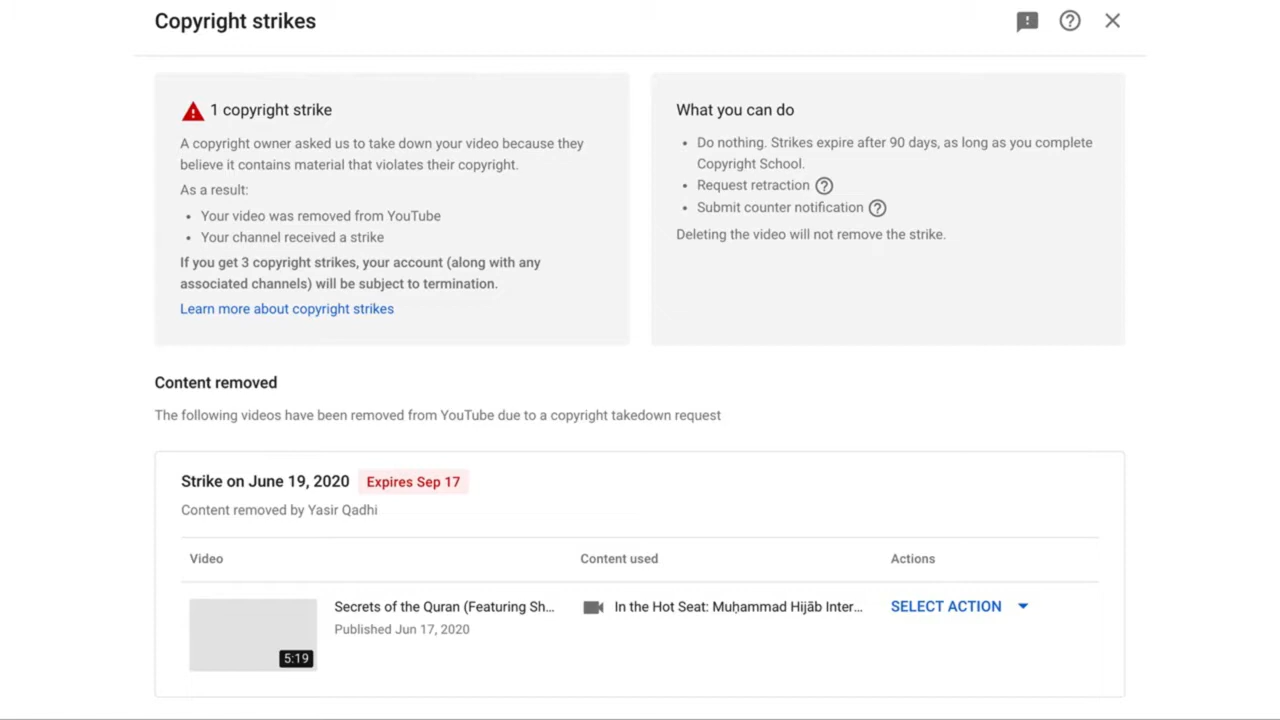 Copyright strikes
1 copyright strike
A copyright owner asked us to take down your video because they
believe it contains material that violates their copyright.
As a result:
• Your video was removed from YouTube
• Your channel received a strike
If you get 3 copyright strikes, your account (along with any
associated channels) will be subject to termination.
Learn more about copyright strikes
What you can do
• Do nothing. Strikes expire after 90 days, as long as you complete
Copyright School.
• Request retraction
• Submit counter notification
Deleting the video will not remove the strike.
Content removed
The following videos have been removed from YouTube due to a copyright takedown request
Strike on June 19, 2020 Expires Sep 17
Content removed by Yasir Qadhi
Video Content used Actions
Secrets of the Quran (Featuring Sh... In the Hot Seat: Muḥammad Hijāb Inter... SELECT ACTION
Published Jun 17, 2020
5:19